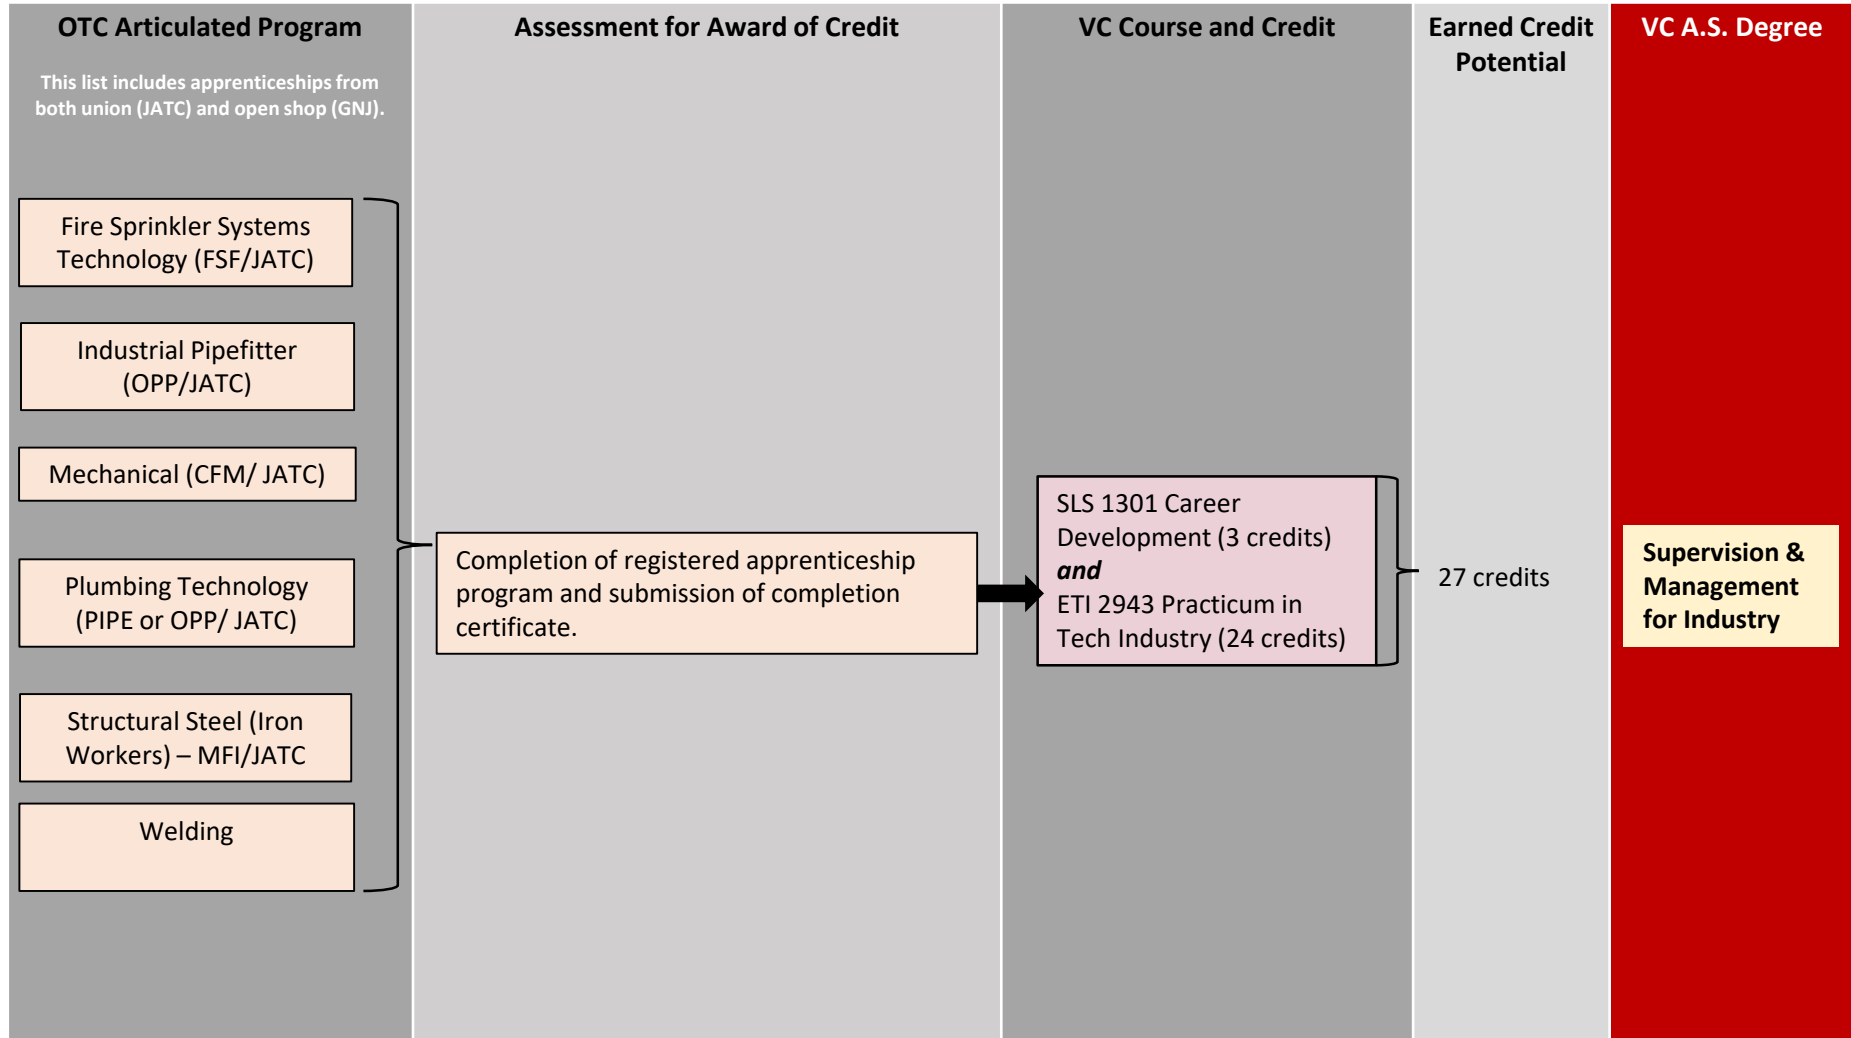 OTC Articulated Program
This list includes apprenticeships from
both union (JATC) and open shop (GNJ).
Fire Sprinkler Systems
Technology (FSF/JATC)
Industrial Pipefitter
(OPP/JATC)
Mechanical (CFM/ JATC)
Plumbing Technology
(PIPE or OPP/ JATC)
Structural Steel (Iron
Workers) – MFI/JATC
Welding
Assessment for Award of Credit
Completion of registered apprenticeship
program and submission of completion
certificate.
VC Course and Credit
SLS 1301 Career
Development (3 credits)
and
ETI 2943 Practicum in
Tech Industry (24 credits)
Earned Credit
Potential
27 credits
VC A.S. Degree
Supervision &
Management
for Industry